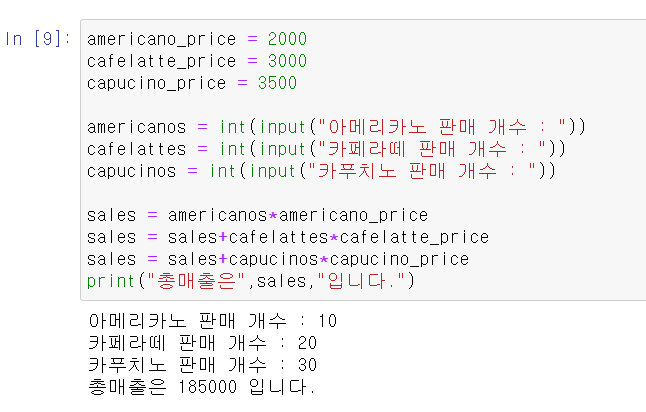 In [9]:
americano_price = 2000
cafelatte_price = 3000
capucino_price = 3500
americanos = int(input("아메리카노 판매 개수 : "))
cafelattes = int(input("카페라떼 판매 개수 : "))
capucinos = int(input("카푸치노 판매 개수 : "))
sales = americanos*americano_price
sales = sales+cafelattes*cafelatte_price
sales = sales+capucinos*capucino_price
print("총매출은",sales,"입니다.")
아메리카노 판매 개수 : 10
카페라떼 판매 개수 : 20
카푸치노 판매 개수 : 30
총매출은 185000 입니다.